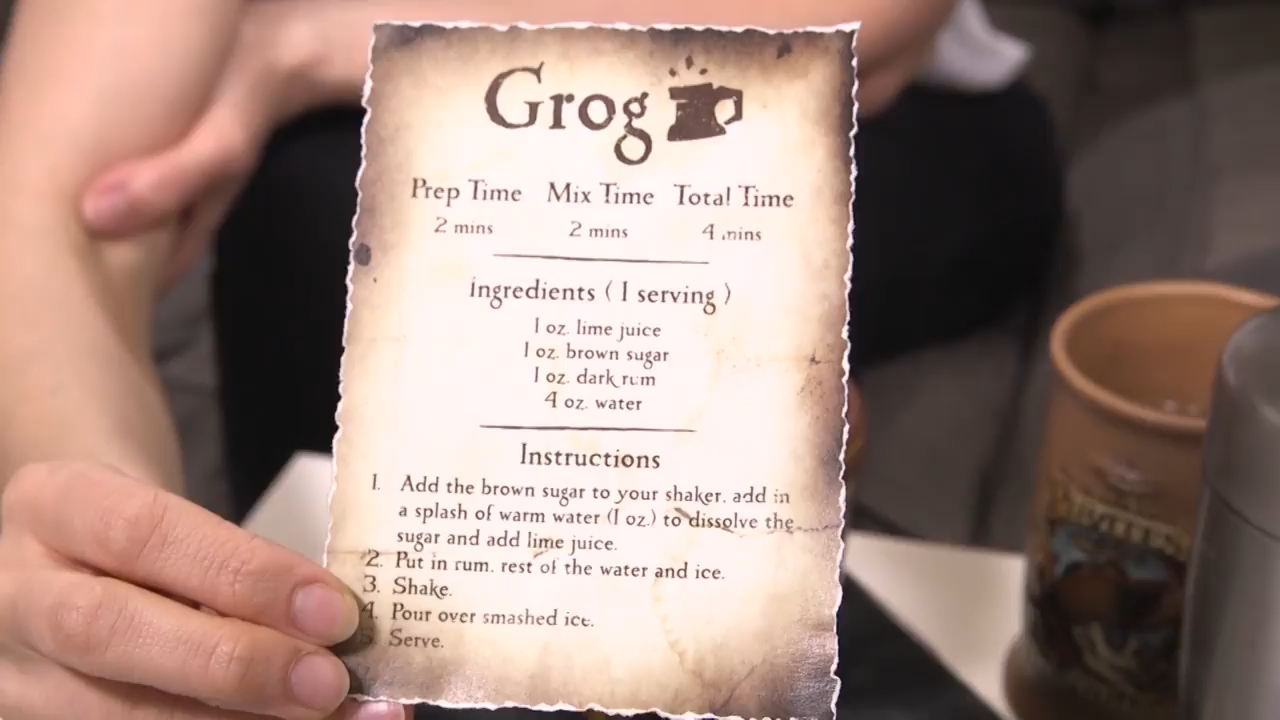 Grog
Prep Time Mix Time Total Time
2 mins 2 mins 4 mins
ingredients ( 1 serving )
1 oz. lime juice
1 oz. brown sugar
1 oz. dark rum
4 oz. water
Instructions
1. Add the brown sugar to your shaker. add in
a splash of warm water (1 oz.) to dissolve the
sugar and add lime juice.
2. Put in rum. rest of the water and ice.
3. Shake.
4. Pour over smashed ice.
5 Serve.